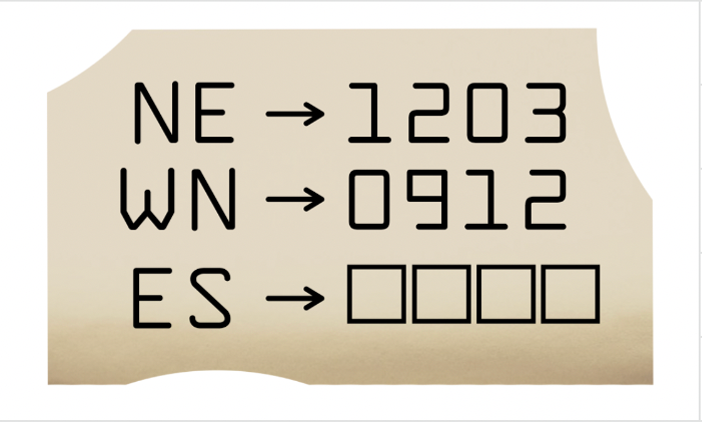 NE → 1203
WN → 0912
ES → □□□□